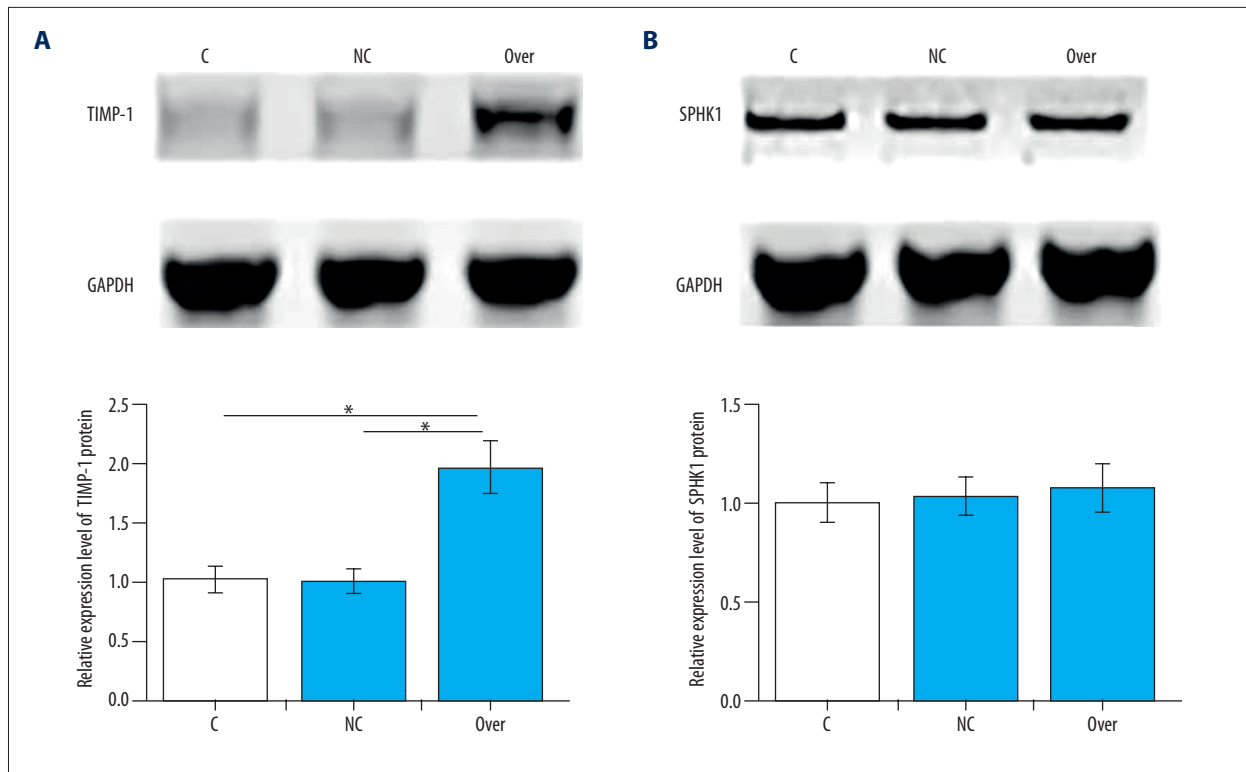 A
C NC Over
TIMP-1
GAPDH
Relative expression level of TIMP-1 protein
2.5
2.0
1.5
1.0
0.5
0.0
*
*
C NC Over
B
C NC Over
SPHK1
GAPDH
Relative expression level of SPHK1 protein
1.5
1.0
0.5
0.0
C NC Over